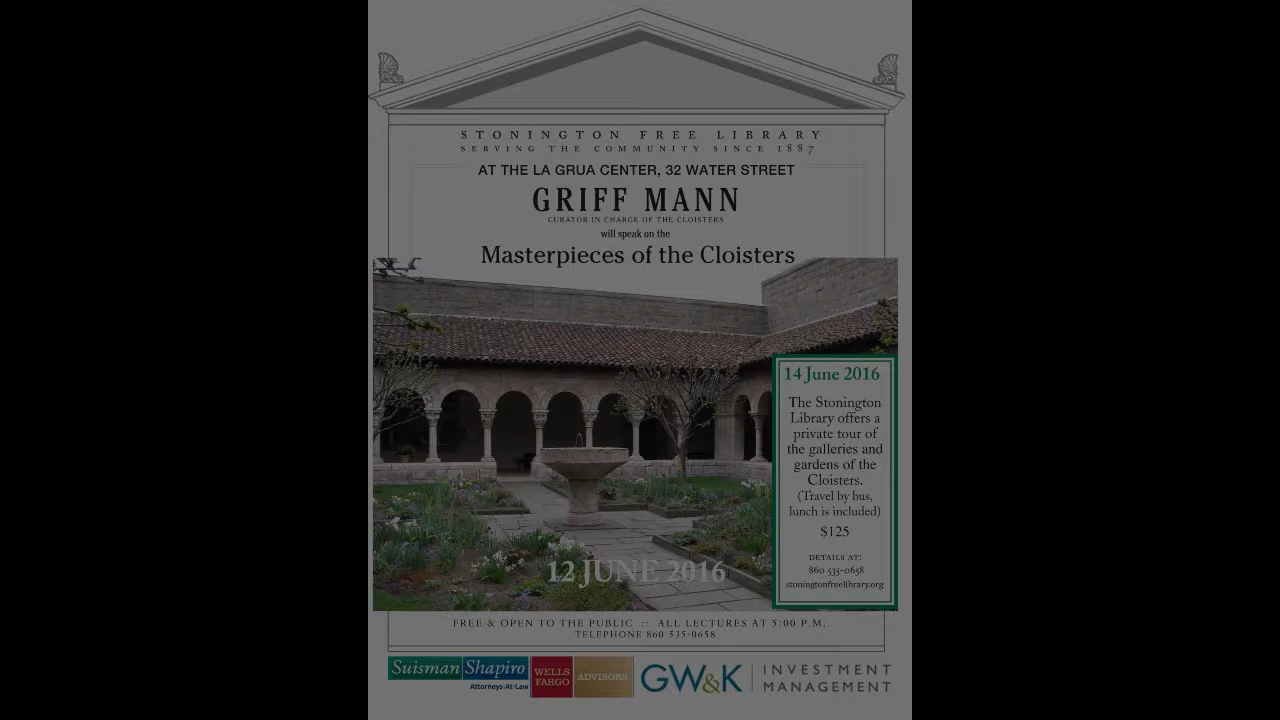 STONINGTON FREE LIBRARY
SERVING THE COMMUNITY SINCE 1887
AT THE LA GRUA CENTER, 32 WATER STREET
GRIFF MANN
CURATOR IN CHARGE OF THE CLOISTERS
will speak on the
Masterpieces of the Cloisters
14 June 2016
The Stonington
Library offers a
private tour of
the galleries and
gardens of the
Cloisters.
(Travel by bus,
lunch is included)
$125
DETAILS AT:
860 535-0658
stoningtonfreelibrary.org
12 JUNE 2016
FREE & OPEN TO THE PUBLIC :: ALL LECTURES AT 5:00 P.M.
TELEPHONE 860 535-0658
Suisman Shapiro
Attorneys-At-Law
WELLS
FARGO
ADVISORS
GW&K
INVESTMENT
MANAGEMENT